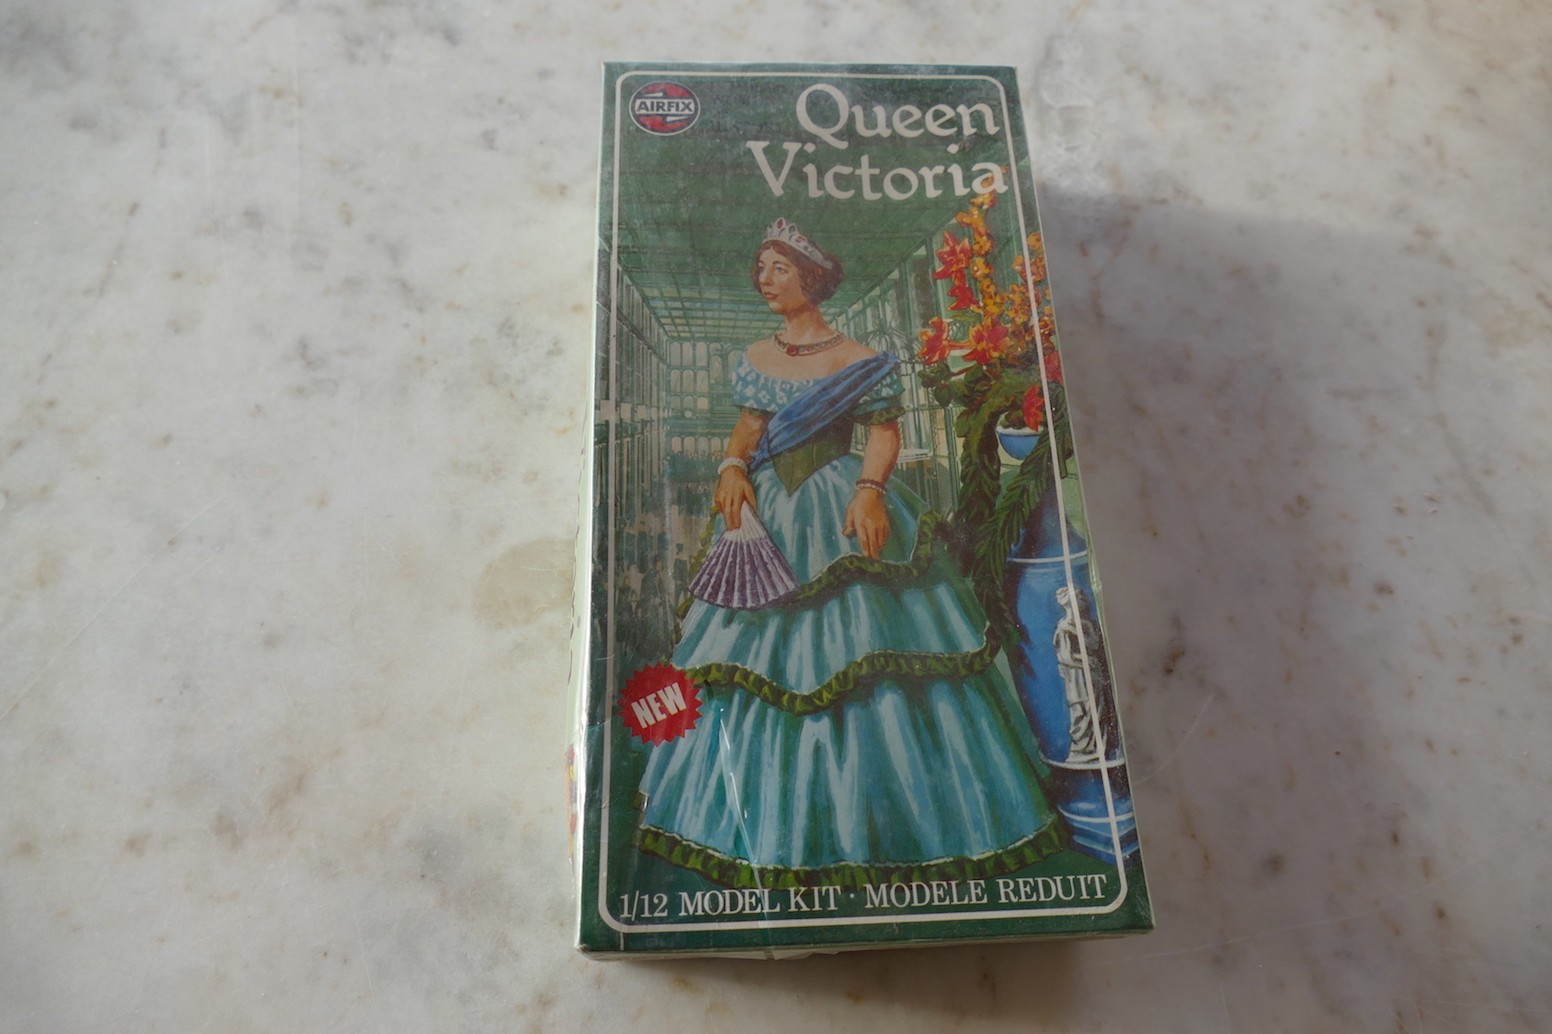 AIRFIX
Queen
Victoria
NEW
1/12 MODEL KIT · MODELE REDUIT